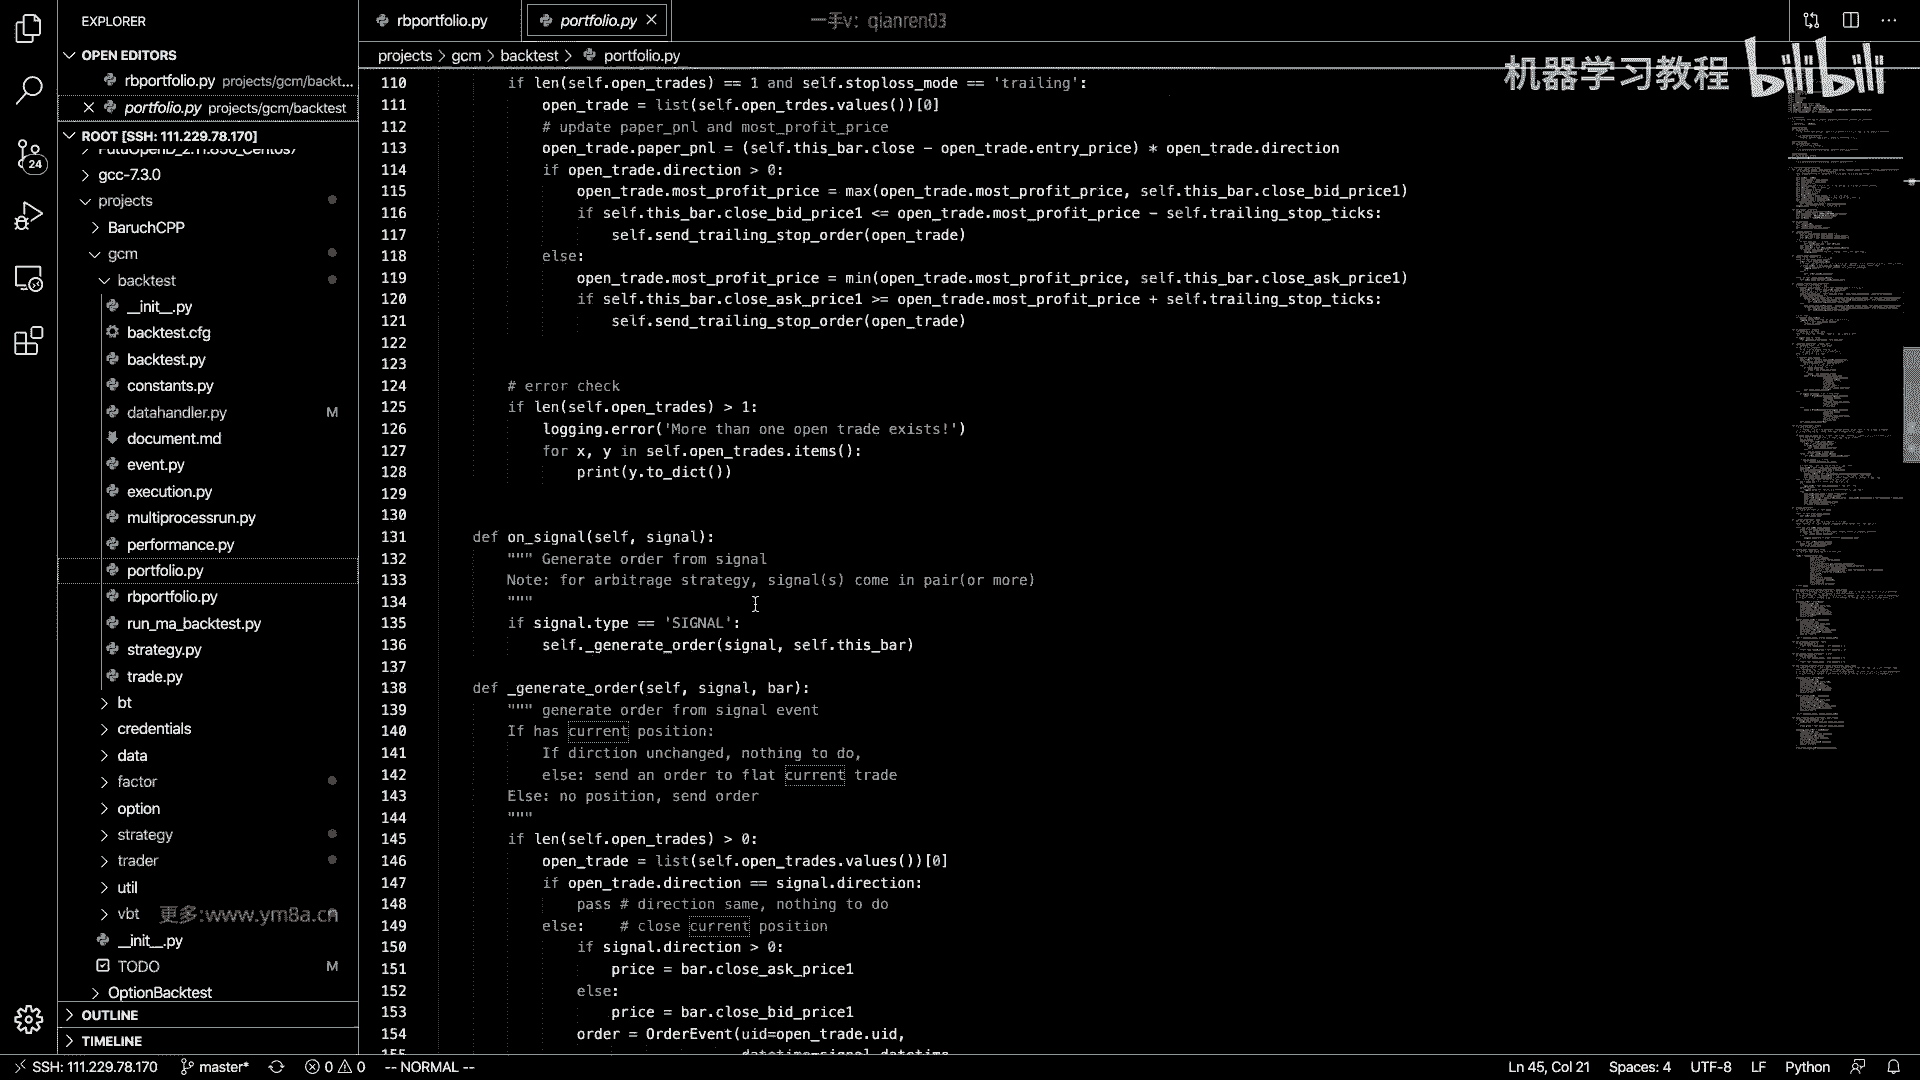 EXPLORER
rbportfolio.py
portfolio.py
一手v: qianren03
OPEN EDITORS
rbportfolio.py projects/gcm/backt...
portfolio.py projects/gcm/backtest
projects > gcm > backtest > portfolio.py
机器学习教程 bilibili
ROOT [SSH: 111.229.78.170]
gcc-7.3.0
projects
BaruchCPP
gcm
backtest
__init__.py
backtest.cfg
backtest.py
constants.py
datahandler.py M
document.md
event.py
execution.py
multiprocessrun.py
performance.py
portfolio.py
rbportfolio.py
run_ma_backtest.py
strategy.py
trade.py
bt
credentials
data
factor
option
strategy
trader
util
vbt
更多:www.ym8a.cn
__init__.py
TODO M
OptionBacktest
OUTLINE
TIMELINE
110 if len(self.open_trades) == 1 and self.stoploss_mode == 'trailing':
111 open_trade = list(self.open_trdes.values())[0]
112 # update paper_pnl and most_profit_price
113 open_trade.paper_pnl = (self.this_bar.close - open_trade.entry_price) * open_trade.direction
114 if open_trade.direction > 0:
115 open_trade.most_profit_price = max(open_trade.most_profit_price, self.this_bar.close_bid_price1)
116 if self.this_bar.close_bid_price1 <= open_trade.most_profit_price - self.trailing_stop_ticks:
117 self.send_trailing_stop_order(open_trade)
118 else:
119 open_trade.most_profit_price = min(open_trade.most_profit_price, self.this_bar.close_ask_price1)
120 if self.this_bar.close_ask_price1 >= open_trade.most_profit_price + self.trailing_stop_ticks:
121 self.send_trailing_stop_order(open_trade)
122
123
124 # error check
125 if len(self.open_trades) > 1:
126 logging.error('More than one open trade exists!')
127 for x, y in self.open_trades.items():
128 print(y.to_dict())
129
130
131 def on_signal(self, signal):
132 """ Generate order from signal
133 Note: for arbitrage strategy, signal(s) come in pair(or more)
134 """
135 if signal.type == 'SIGNAL':
136 self._generate_order(signal, self.this_bar)
137
138 def _generate_order(self, signal, bar):
139 """ generate order from signal event
140 If has current position:
141 If dirction unchanged, nothing to do,
142 else: send an order to flat current trade
143 Else: no position, send order
144 """
145 if len(self.open_trades) > 0:
146 open_trade = list(self.open_trades.values())[0]
147 if open_trade.direction == signal.direction:
148 pass # direction same, nothing to do
149 else: # close current position
150 if signal.direction > 0:
151 price = bar.close_ask_price1
152 else:
153 price = bar.close_bid_price1
154 order = OrderEvent(uid=open_trade.uid,
24
SSH: 111.229.78.170 master* 0 0 -- NORMAL -- Ln 45, Col 21 Spaces: 4 UTF-8 LF Python